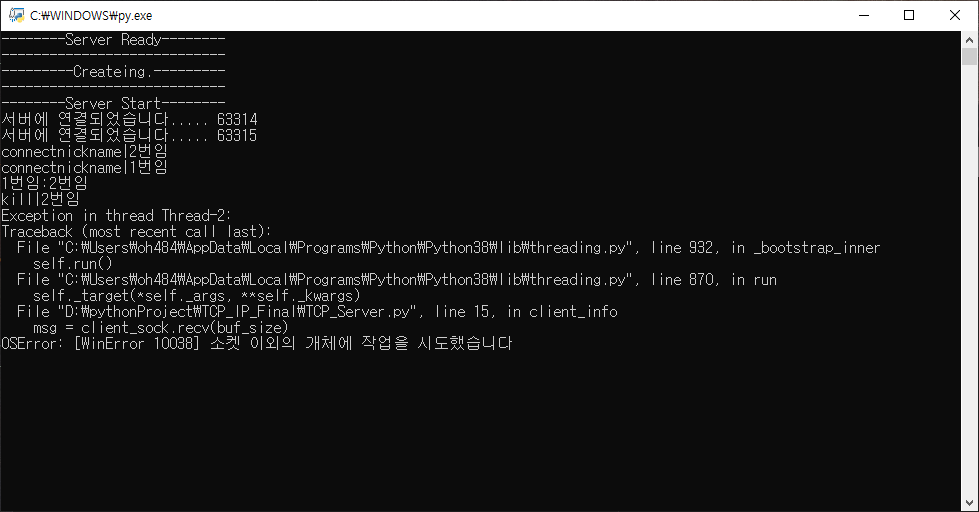 C:₩WINDOWS₩py.exe
--------Server Ready--------
----------------------------
---------Createing.---------
----------------------------
--------Server Start--------
서버에 연결되었습니다..... 63314
서버에 연결되었습니다..... 63315
connectnickname|2번임
connectnickname|1번임
1번임:2번임
kill|2번임
Exception in thread Thread-2:
Traceback (most recent call last):
  File "C:₩Users₩oh484₩AppData₩Local₩Programs₩Python₩Python38₩lib₩threading.py", line 932, in _bootstrap_inner
    self.run()
  File "C:₩Users₩oh484₩AppData₩Local₩Programs₩Python₩Python38₩lib₩threading.py", line 870, in run
    self._target(*self._args, **self._kwargs)
  File "D:₩pythonProject₩TCP_IP_Final₩TCP_Server.py", line 15, in client_info
    msg = client_sock.recv(buf_size)
OSError: [WinError 10038] 소켓 이외의 개체에 작업을 시도했습니다